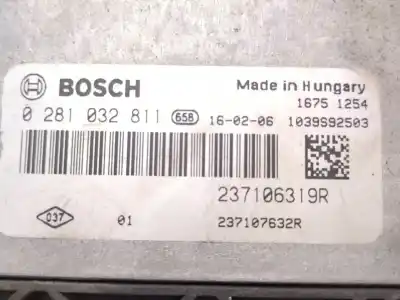 BOSCH Made in Hungary
1675 1254
0 281 032 811 658 16-02-06 1039S92503
237106319R
037 01 237107632R